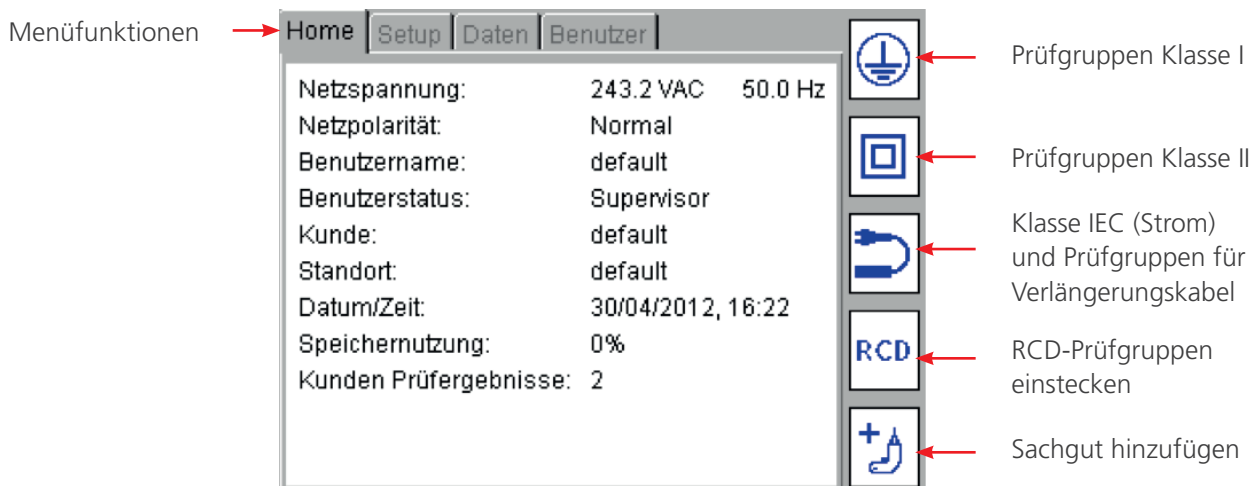 Menüfunktionen
Home Setup Daten Benutzer
Netzspannung: 243.2 VAC 50.0 Hz
Netzpolarität: Normal
Benutzername: default
Benutzerstatus: Supervisor
Kunde: default
Standort: default
Datum/Zeit: 30/04/2012, 16:22
Speichernutzung: 0%
Kunden Prüfergebnisse: 2
RCD
Prüfgruppen Klasse I
Prüfgruppen Klasse II
Klasse IEC (Strom)
und Prüfgruppen für
Verlängerungskabel
RCD-Prüfgruppen
einstecken
Sachgut hinzufügen